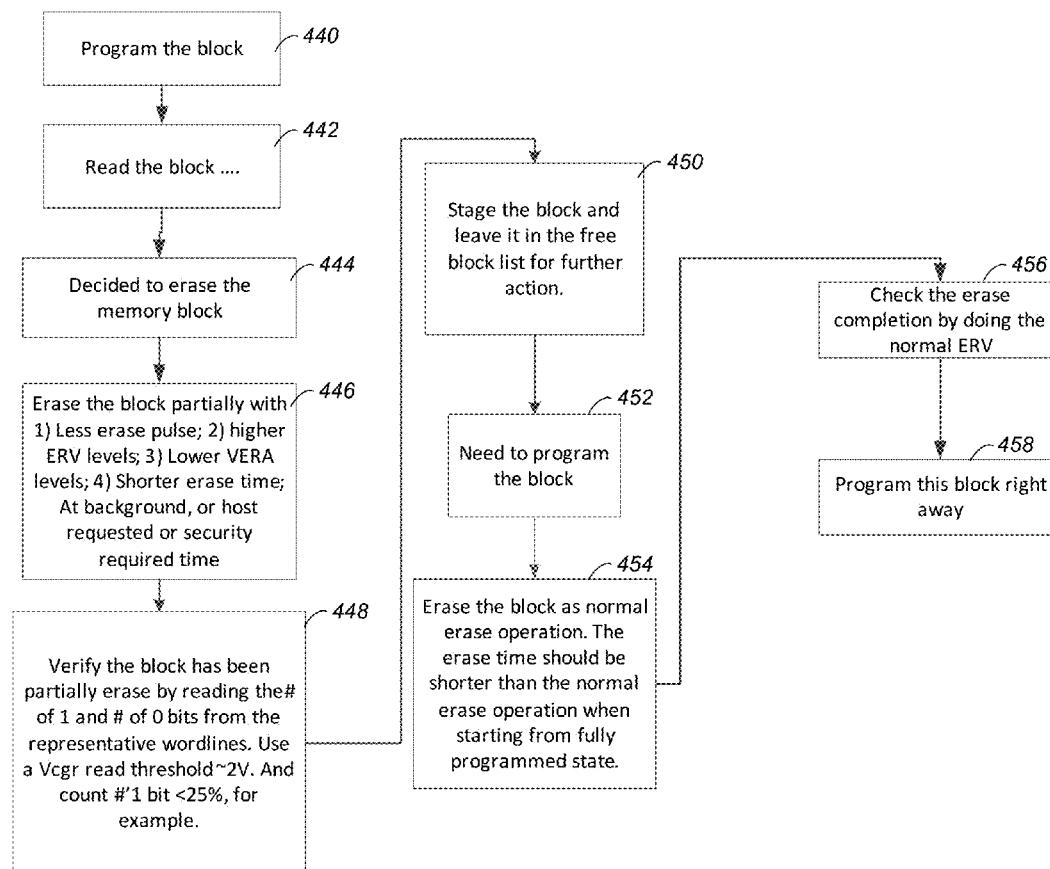 440
Program the block
442
Read the block ....
444
Decided to erase the
memory block
446
Erase the block partially with
1) Less erase pulse; 2) higher
ERV levels; 3) Lower VERA
levels; 4) Shorter erase time;
At background, or host
requested or security
required time
448
Verify the block has been
partially erase by reading the #
of 1 and # of 0 bits from the
representative wordlines. Use
a Vcgr read threshold ~2V. And
count #'1 bit <25%, for
example.
450
Stage the block and
leave it in the free
block list for further
action.
452
Need to program
the block
454
Erase the block as normal
erase operation. The
erase time should be
shorter than the normal
erase operation when
starting from fully
programmed state.
456
Check the erase
completion by doing the
normal ERV
458
Program this block right
away